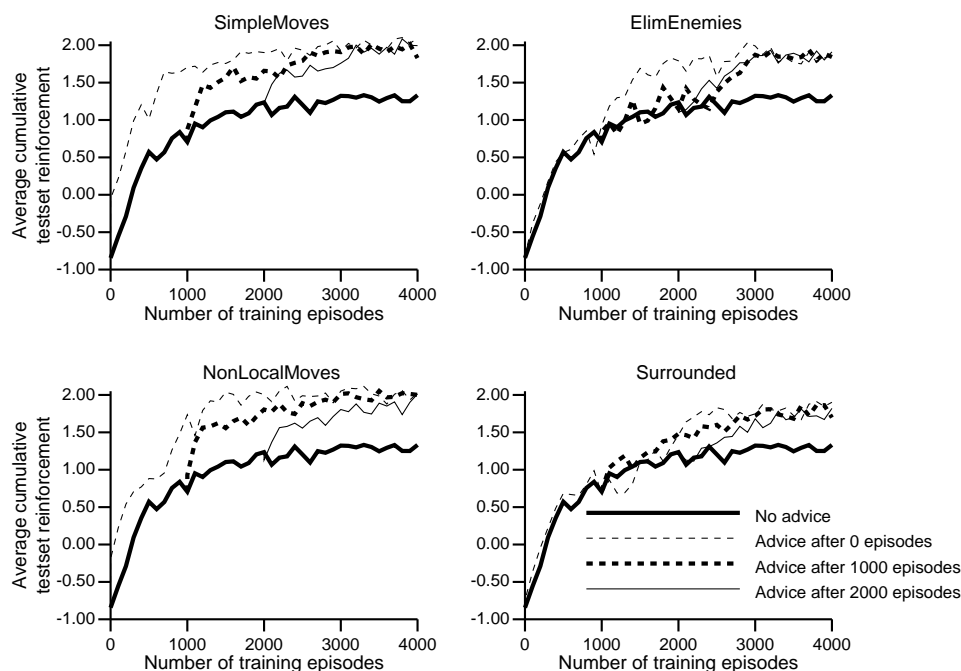 SimpleMoves
Average cumulative
testset reinforcement
2.00
1.50
1.00
0.50
0.00
-0.50
-1.00
0 1000 2000 3000 4000
Number of training episodes
ElimEnemies
2.00
1.50
1.00
0.50
0.00
-0.50
-1.00
0 1000 2000 3000 4000
Number of training episodes
NonLocalMoves
Average cumulative
testset reinforcement
2.00
1.50
1.00
0.50
0.00
-0.50
-1.00
0 1000 2000 3000 4000
Number of training episodes
Surrounded
2.00
1.50
1.00
0.50
0.00
-0.50
-1.00
0 1000 2000 3000 4000
Number of training episodes
No advice
Advice after 0 episodes
Advice after 1000 episodes
Advice after 2000 episodes